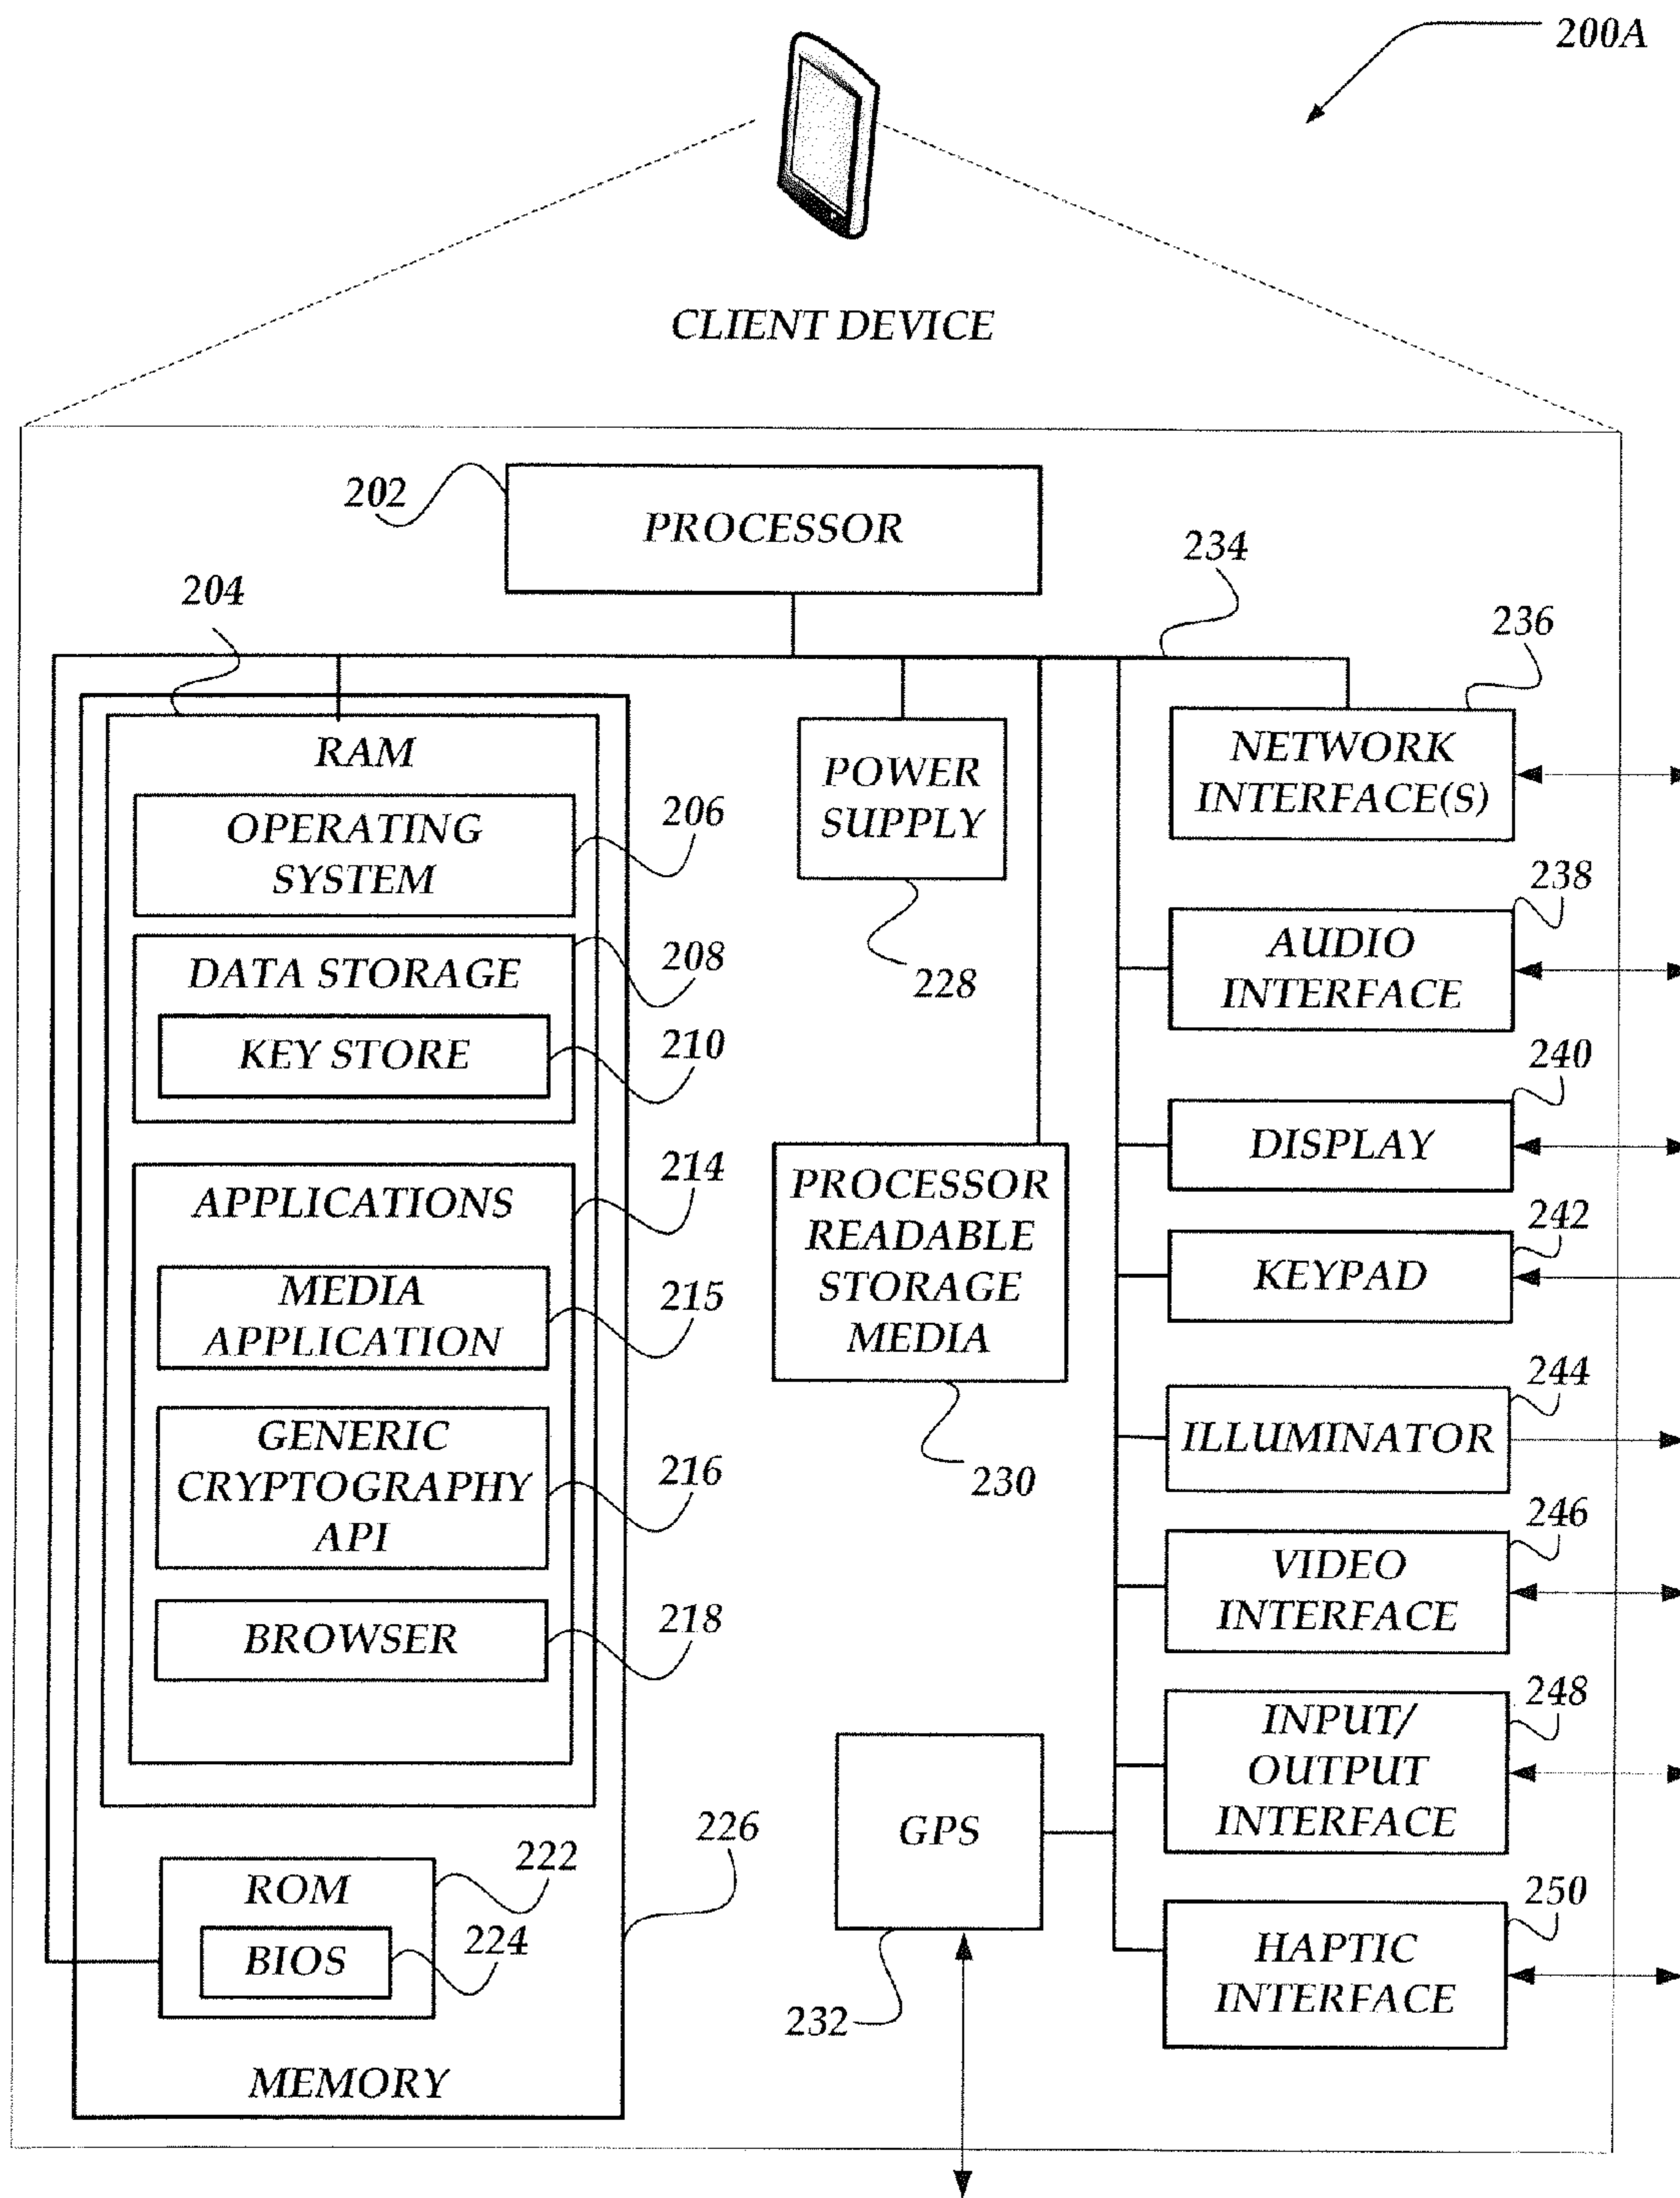 200A
CLIENT DEVICE
202
PROCESSOR
234
204
236
RAM
NETWORK
INTERFACE(S)
POWER
SUPPLY
228
OPERATING
SYSTEM
206
238
AUDIO
INTERFACE
DATA STORAGE
208
KEY STORE
210
240
DISPLAY
APPLICATIONS
214
PROCESSOR
READABLE
STORAGE
MEDIA
230
242
KEYPAD
MEDIA
APPLICATION
215
244
ILLUMINATOR
GENERIC
CRYPTOGRAPHY
API
216
246
VIDEO
INTERFACE
BROWSER
218
248
INPUT/
OUTPUT
INTERFACE
GPS
232
226
ROM
222
BIOS
224
250
HAPTIC
INTERFACE
MEMORY